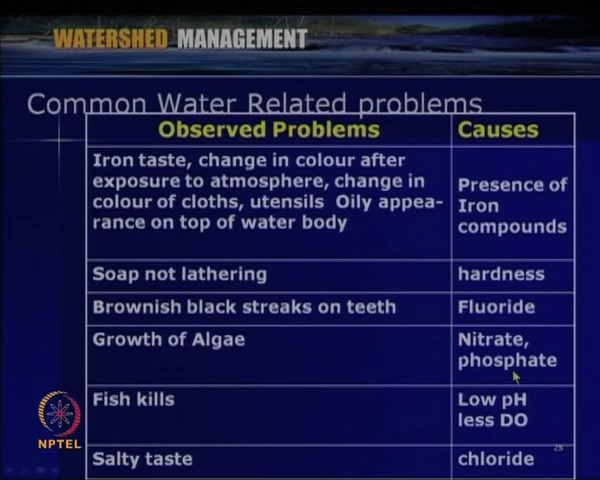 WATERSHED MANAGEMENT
Common Water Related problems
Observed Problems
Causes
Iron taste, change in colour after
exposure to atmosphere, change in
colour of cloths, utensils Oily appea-
rance on top of water body
Presence of
Iron
compounds
Soap not lathering
hardness
Brownish black streaks on teeth
Fluoride
Growth of Algae
Nitrate,
phosphate
Fish kills
Low pH
less DO
Salty taste
chloride
NPTEL
25